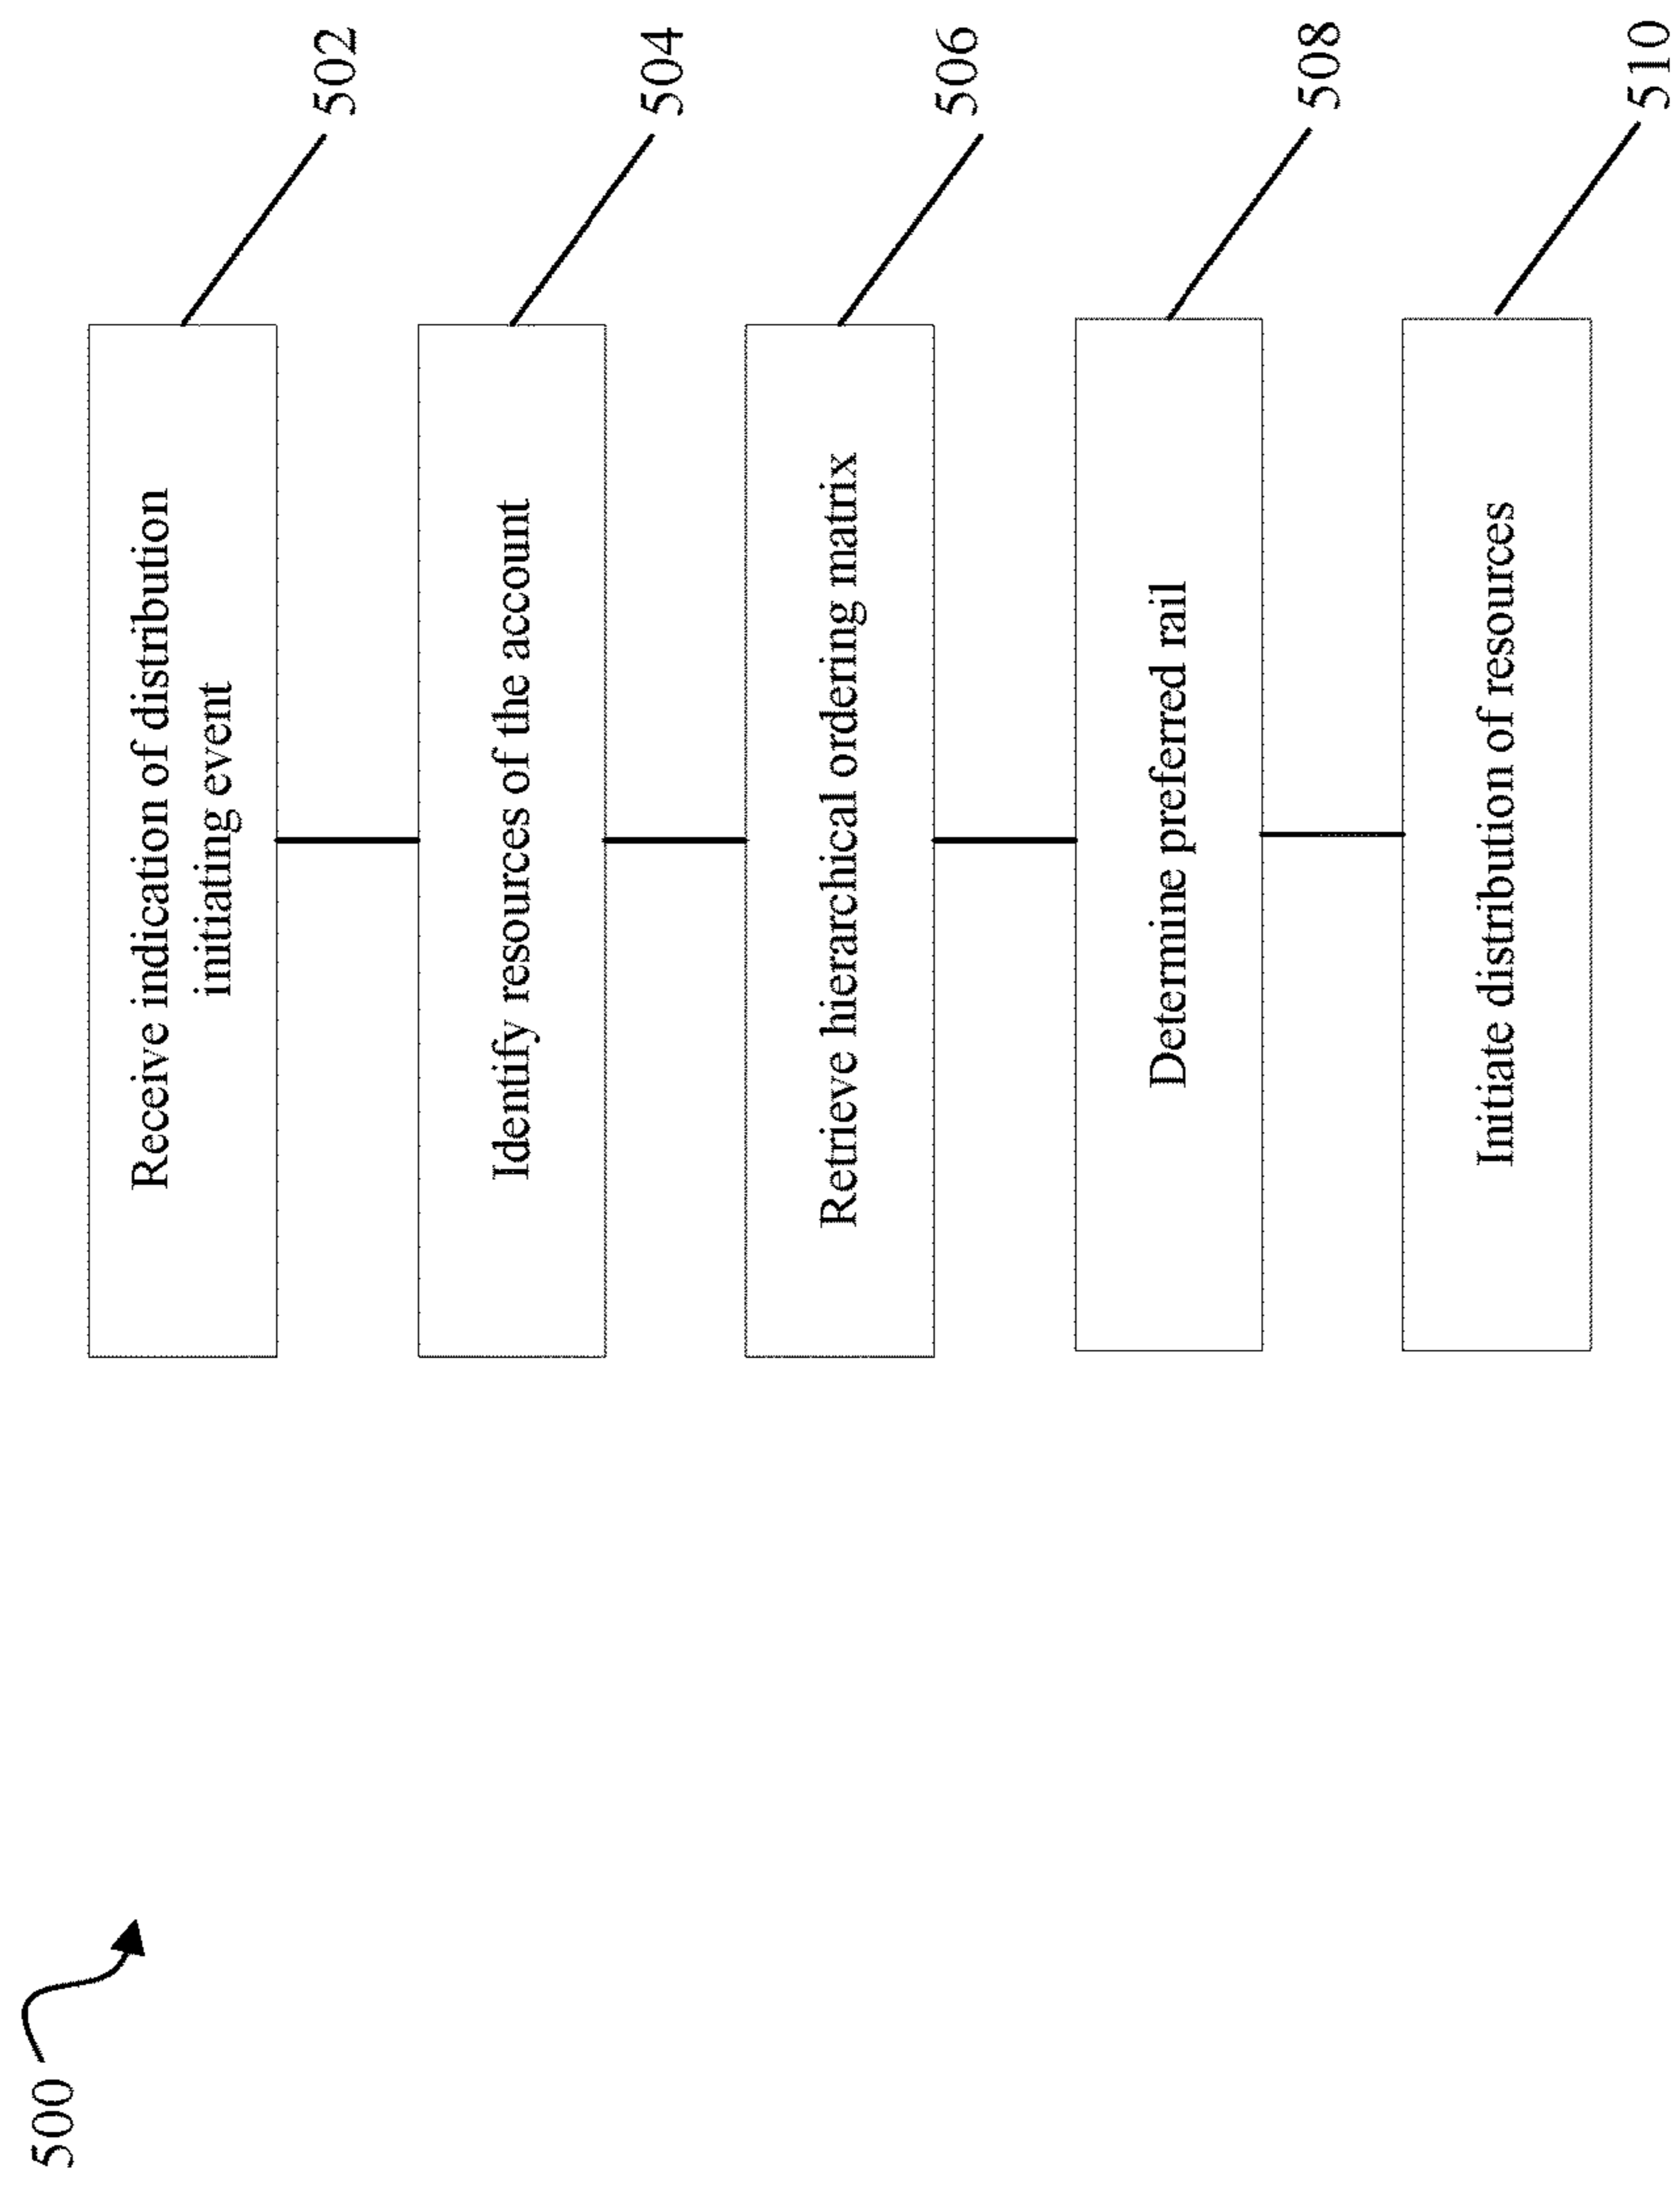 500
Receive indication of distribution
initiating event
502
Identify resources of the account
504
Retrieve hierarchical ordering matrix
506
Determine preferred rail
508
Initiate distribution of resources
510